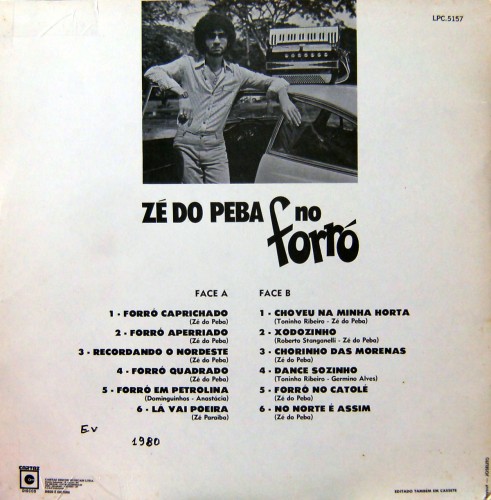 LPC.5157
ZÉ DO PEBA no
forró
FACE A
1 - FORRÓ CAPRICHADO
(Zé do Peba)
2 - FORRÓ APERRIADO
(Zé do Peba)
3 - RECORDANDO O NORDESTE
(Zé do Peba)
4 - FORRÓ QUADRADO
(Zé do Peba)
5 - FORRÓ EM PETROLINA
(Dominguinhos - Anastácia)
6 - LÁ VAI POEIRA
(Zé Paraíba)
FACE B
1 - CHOVEU NA MINHA HORTA
(Toninho Ribeiro - Zé do Peba)
2 - XODOZINHO
(Roberto Stanganelli - Zé do Peba)
3 - CHORINHO DAS MORENAS
(Zé do Peba)
4 - DANCE SOZINHO
(Toninho Ribeiro - Germino Alves)
5 - FORRÓ NO CATOLÉ
(Zé do Peba)
6 - NO NORTE É ASSIM
(Zé do Peba)
EV
1980
CARTAZ
DISCOS
EDITADO TAMBÉM EM CASSETE